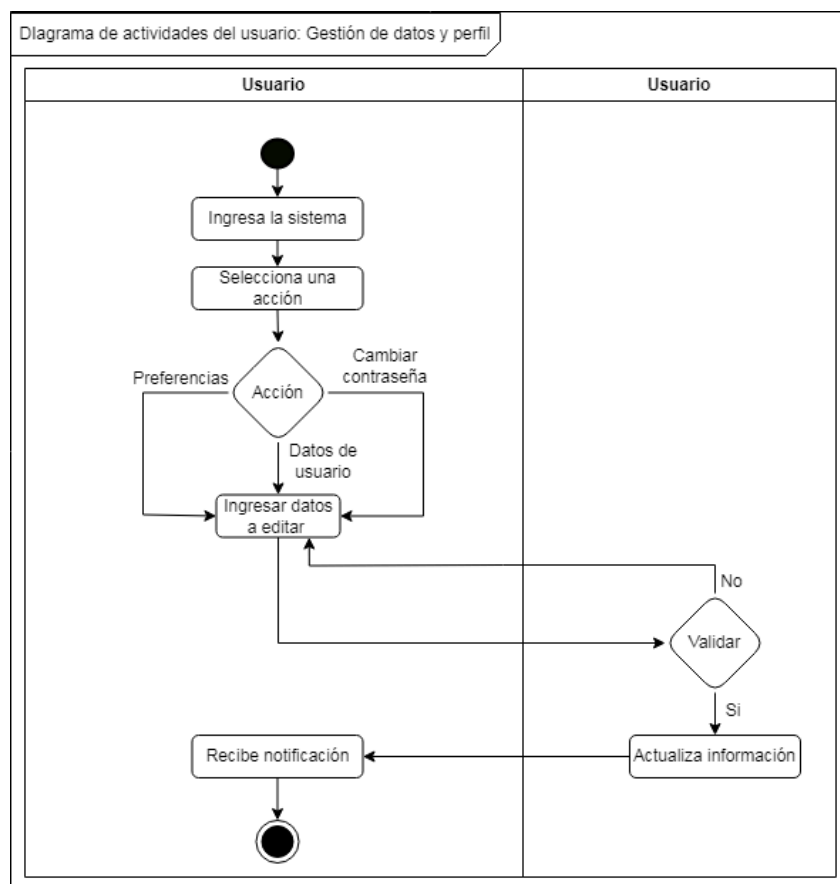 DIagrama de actividades del usuario: Gestión de datos y perfil
Usuario
Usuario
Ingresa la sistema
Selecciona una
acción
Acción
Preferencias
Cambiar
contraseña
Datos de
usuario
Ingresar datos
a editar
No
Validar
Si
Actualiza información
Recibe notificación